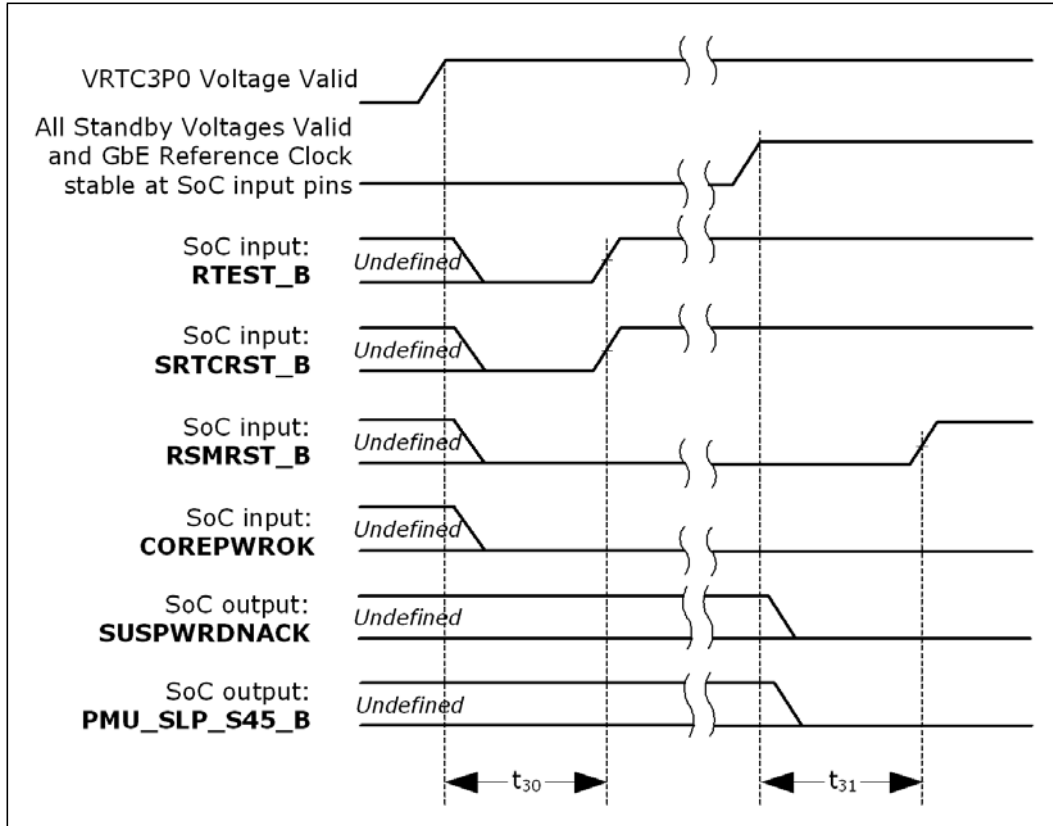 VRTC3P0 Voltage Valid
All Standby Voltages Valid
and GbE Reference Clock
stable at SoC input pins
SoC input:
RTEST_B
Undefined
SoC input:
SRTCRST_B
Undefined
SoC input:
RSMRST_B
Undefined
SoC input:
COREPWROK
Undefined
SoC output:
SUSPWRDNACK
Undefined
SoC output:
PMU_SLP_S45_B
Undefined
t30
t31